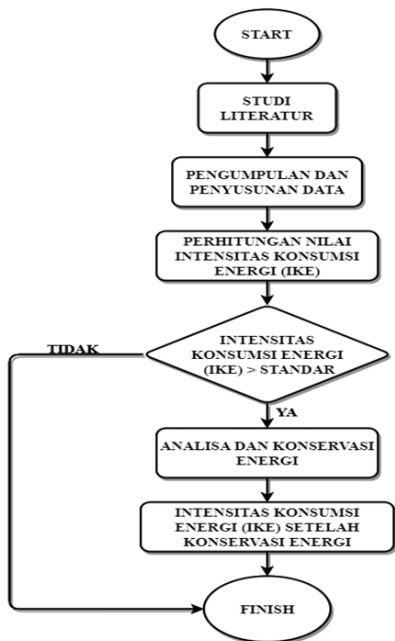 START
STUDI
LITERATUR
PENGUMPULAN DAN
PENYUSUNAN DATA
PERHITUNGAN NILAI
INTENSITAS KONSUMSI
ENERGI (IKE)
INTENSITAS
KONSUMSI ENERGI
(IKE) > STANDAR
TIDAK
YA
ANALISA DAN KONSERVASI
ENERGI
INTENSITAS KONSUMSI
ENERGI (IKE) SETELAH
KONSERVASI ENERGI
FINISH